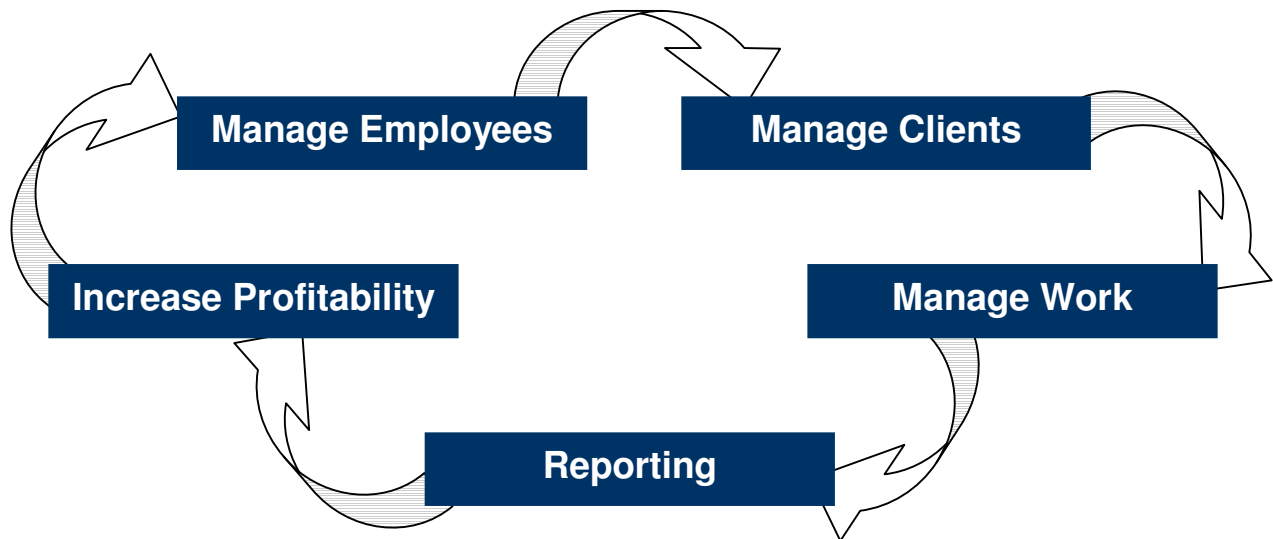 Manage Employees
Manage Clients
Increase Profitability
Manage Work
Reporting